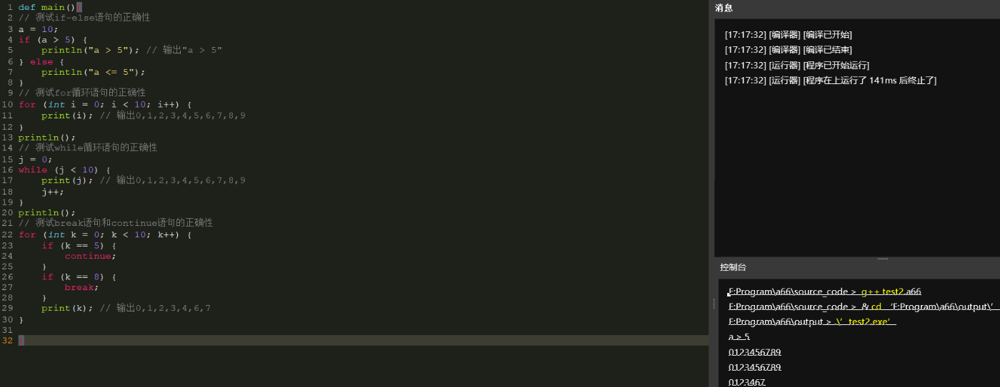 1 def main(){
2 // 测试if-else语句的正确性
3 a = 10;
4 if (a > 5) {
5 println("a > 5"); // 输出"a > 5"
6 } else {
7 println("a <= 5");
8 }
9 // 测试for循环语句的正确性
10 for (int i = 0; i < 10; i++) {
11 print(i); // 输出0,1,2,3,4,5,6,7,8,9
12 }
13 println();
14 // 测试while循环语句的正确性
15 j = 0;
16 while (j < 10) {
17 print(j); // 输出0,1,2,3,4,5,6,7,8,9
18 j++;
19 }
20 println();
21 // 测试break语句和continue语句的正确性
22 for (int k = 0; k < 10; k++) {
23 if (k == 5) {
24 continue;
25 }
26 if (k == 8) {
27 break;
28 }
29 print(k); // 输出0,1,2,3,4,6,7
30 }
31
32 }
消息
[17:17:32] [编译器] [编译已开始]
[17:17:32] [编译器] [编译已结束]
[17:17:32] [运行器] [程序已开始运行]
[17:17:32] [运行器] [程序在上运行了 141ms 后终止了]
控制台
F:Program\a66\source_code > g++ test2.a66
F:Program\a66\source_code > & cd 'F:Program\a66\output\'
F:Program\a66\output > .\' test2.exe'
a > 5
0123456789
0123456789
0123467